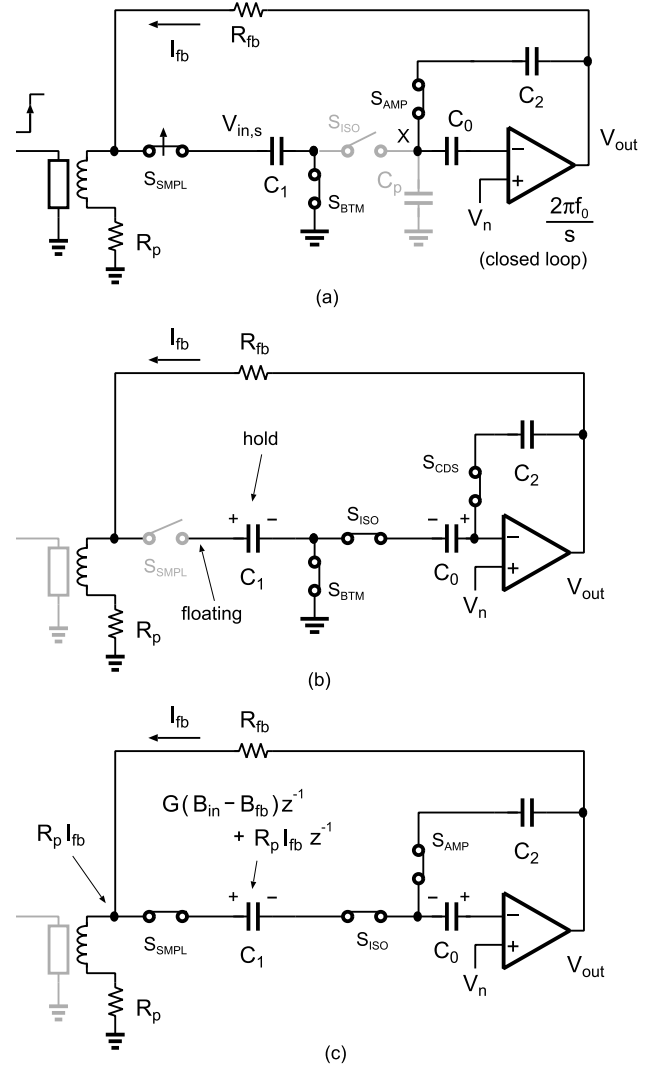 R_fb
I_fb
C_2
S_AMP
V_in,s
S_ISO
X
C_0
V_out
S_SMPL
C_1
S_BTM
C_p
−
+
V_n
2πf_0
s
(closed loop)
R_p
(a)
I_fb
R_fb
hold
S_CDS
C_2
+ −
S_ISO
− +
S_SMPL
C_1
S_BTM
C_0
−
+
V_n
V_out
floating
R_p
(b)
I_fb
R_fb
G(B_in − B_fb) z^-1
+ R_p I_fb z^-1
R_p I_fb
S_AMP
C_2
+ −
− +
S_SMPL
C_1
S_ISO
C_0
−
+
V_n
V_out
R_p
(c)